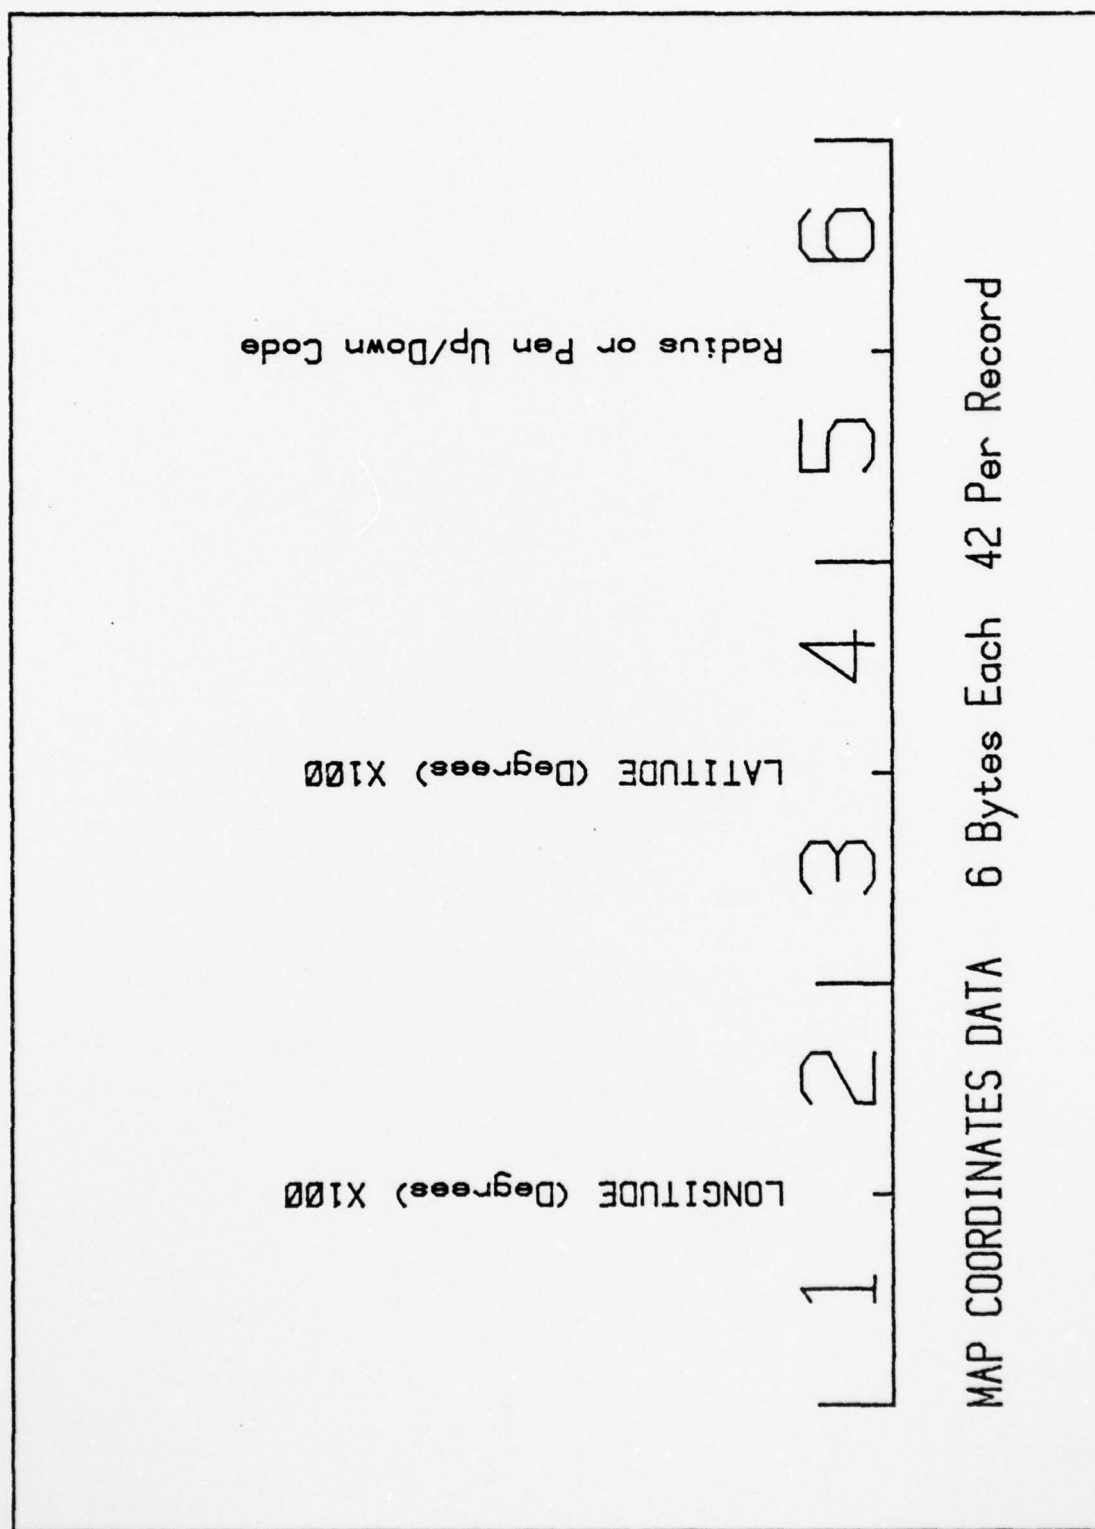 LONGITUDE (Degrees) X100
LATITUDE (Degrees) X100
Radius or Pen Up/Down Code
1 2 3 4 5 6
MAP COORDINATES DATA 6 Bytes Each 42 Per Record